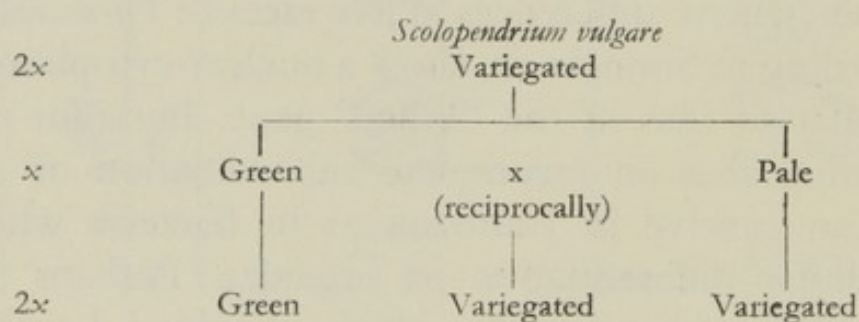 Scolopendrium vulgare
2x Variegated
x Green x Pale
(reciprocally)
2x Green Variegated Variegated